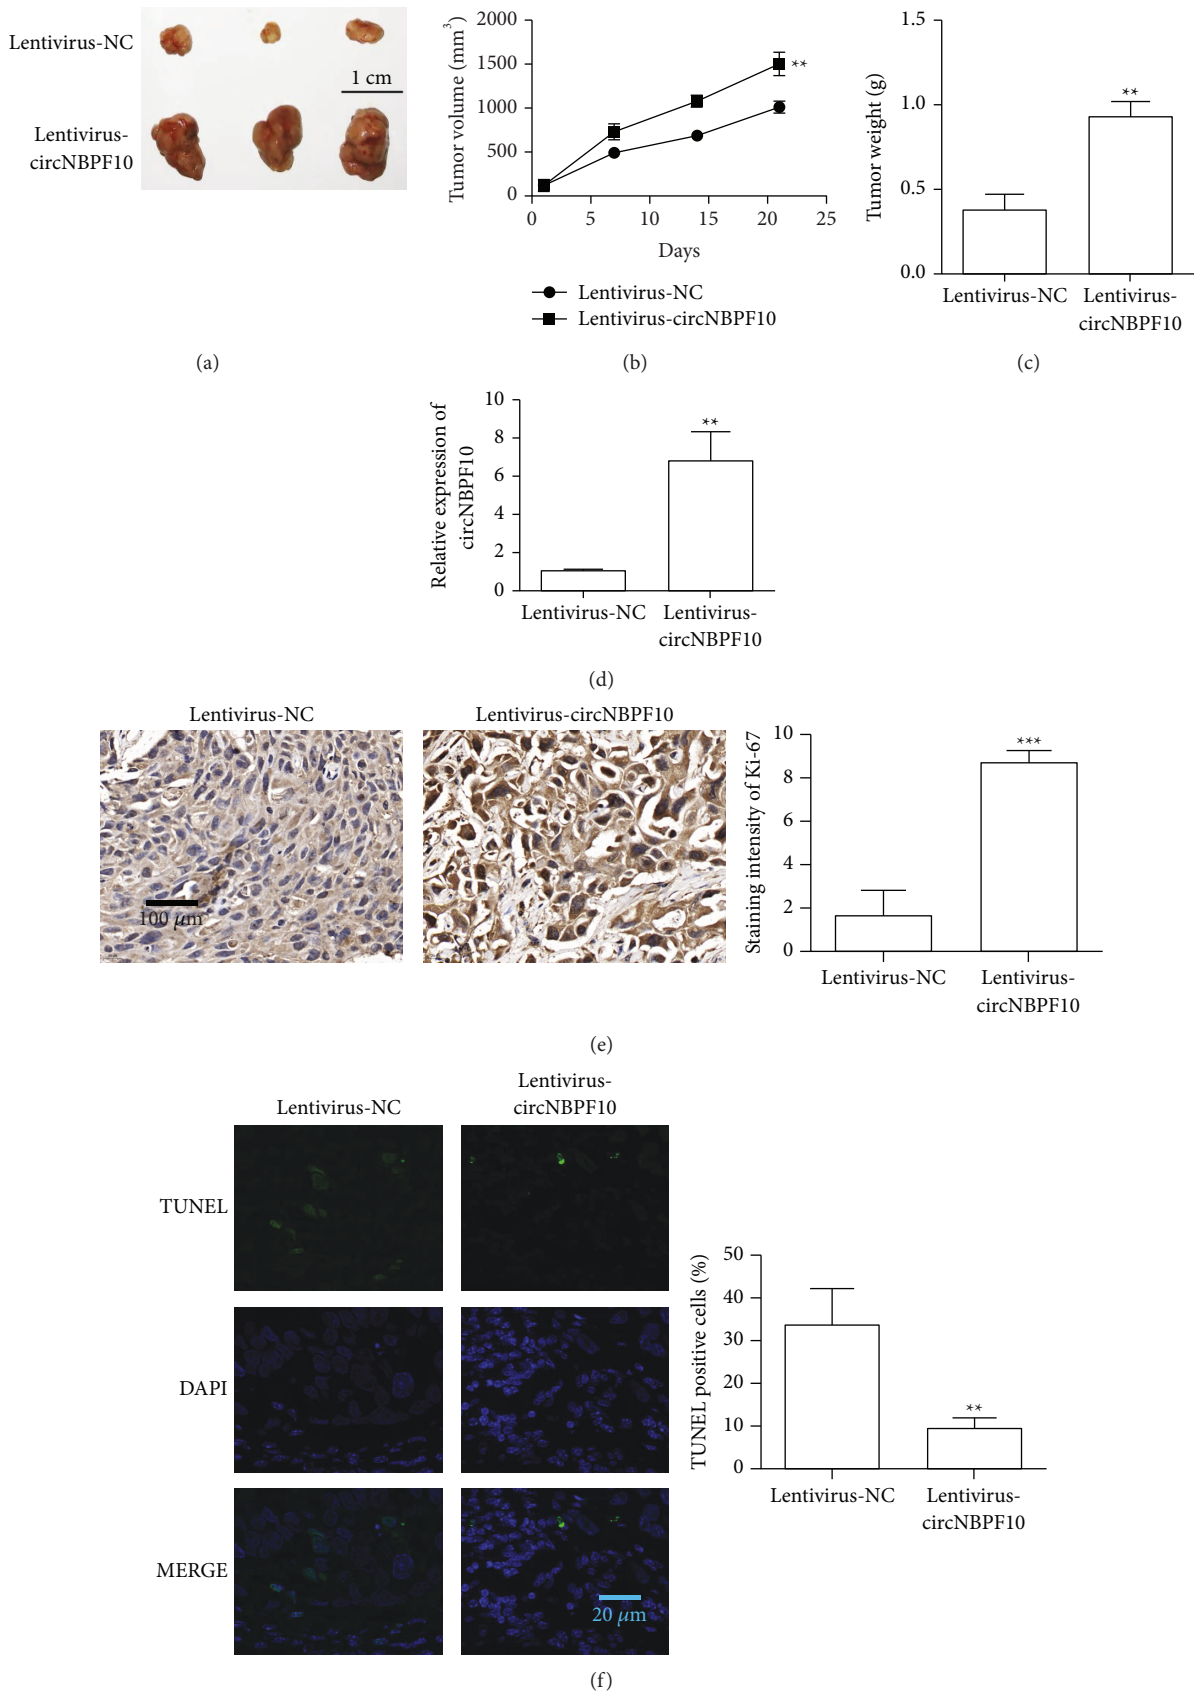 Lentivirus-NC
1 cm
Lentivirus-
circNBPF10
(a)
Tumor volume (mm³)
2000
1500
1000
500
0
**
0 5 10 15 20 25
Days
Lentivirus-NC
Lentivirus-circNBPF10
(b)
Tumor weight (g)
1.5
1.0
0.5
0.0
**
Lentivirus-NC
Lentivirus-
circNBPF10
(c)
Relative expression of
circNBPF10
10
8
6
4
2
0
**
Lentivirus-NC
Lentivirus-
circNBPF10
(d)
Lentivirus-NC
Lentivirus-circNBPF10
100 μm
Staining intensity of Ki-67
10
8
6
4
2
0
***
Lentivirus-NC
Lentivirus-
circNBPF10
(e)
Lentivirus-NC
Lentivirus-
circNBPF10
TUNEL
DAPI
MERGE
20 μm
TUNEL positive cells (%)
50
40
30
20
10
0
**
Lentivirus-NC
Lentivirus-
circNBPF10
(f)